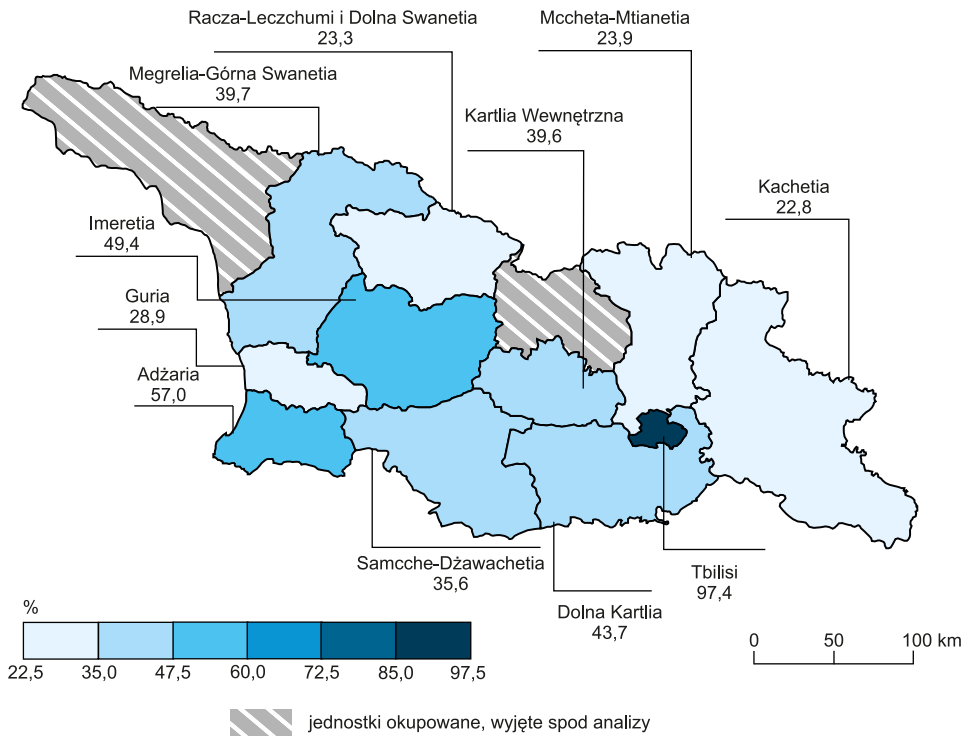 Racza-Leczchumi i Dolna Swanetia
23,3
Mccheta-Mtianetia
23,9
Megrelia-Górna Swanetia
39,7
Kartlia Wewnętrzna
39,6
Kachetia
22,8
Imeretia
49,4
Guria
28,9
Adżaria
57,0
Samcche-Dżawachetia
35,6
Dolna Kartlia
43,7
Tbilisi
97,4
%
22,5 35,0 47,5 60,0 72,5 85,0 97,5
0 50 100 km
jednostki okupowane, wyjęte spod analizy